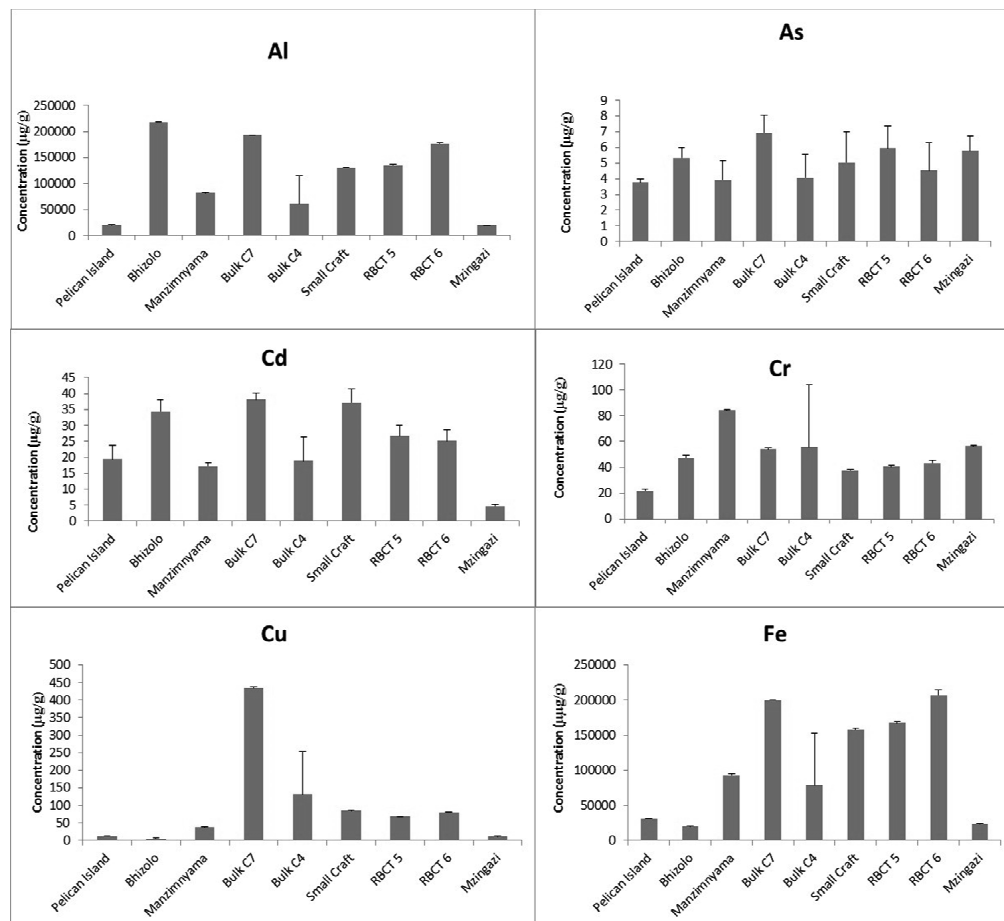 Al
Concentration (µg/g)
250000
200000
150000
100000
50000
0
Pelican Island
Bhizolo
Manzimnyama
Bulk C7
Bulk C4
Small Craft
RBCT 5
RBCT 6
Mzingazi
As
Concentration (µg/g)
9
8
7
6
5
4
3
2
1
0
Pelican Island
Bhizolo
Manzimnyama
Bulk C7
Bulk C4
Small Craft
RBCT 5
RBCT 6
Mzingazi
Cd
Concentration (µg/g)
45
40
35
30
25
20
15
10
5
0
Pelican Island
Bhizolo
Manzimnyama
Bulk C7
Bulk C4
Small Craft
RBCT 5
RBCT 6
Mzingazi
Cr
Concentration (µg/g)
120
100
80
60
40
20
0
Pelican Island
Bhizolo
Manzimnyama
Bulk C7
Bulk C4
Small Craft
RBCT 5
RBCT 6
Mzingazi
Cu
Concentration (µg/g)
500
450
400
350
300
250
200
150
100
50
0
Pelican Island
Bhizolo
Manzimnyama
Bulk C7
Bulk C4
Small Craft
RBCT 5
RBCT 6
Mzingazi
Fe
Concentration (µµg/g)
250000
200000
150000
100000
50000
0
Pelican Island
Bhizolo
Manzimnyama
Bulk C7
Bulk C4
Small Craft
RBCT 5
RBCT 6
Mzingazi